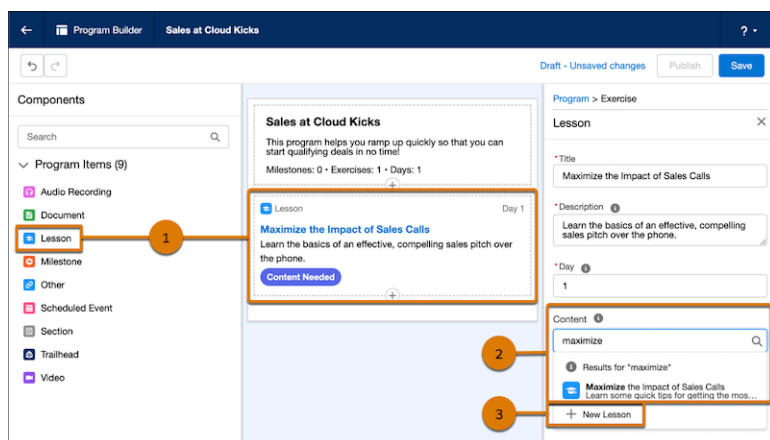 Program Builder
Sales at Cloud Kicks
?
Draft - Unsaved changes
Publish
Save
Components
Search
Program Items (9)
Audio Recording
Document
Lesson
Milestone
Other
Scheduled Event
Section
Trailhead
Video
1
Sales at Cloud Kicks
This program helps you ramp up quickly so that you can
start qualifying deals in no time!
Milestones: 0 • Exercises: 1 • Days: 1
Lesson
Day 1
Maximize the Impact of Sales Calls
Learn the basics of an effective, compelling sales pitch over
the phone.
Content Needed
Program > Exercise
Lesson
*Title
Maximize the Impact of Sales Calls
*Description
Learn the basics of an effective, compelling
sales pitch over the phone.
*Day
1
Content
2
maximize
Results for "maximize"
Maximize the Impact of Sales Calls
Learn some quick tips for getting the mos...
3
New Lesson